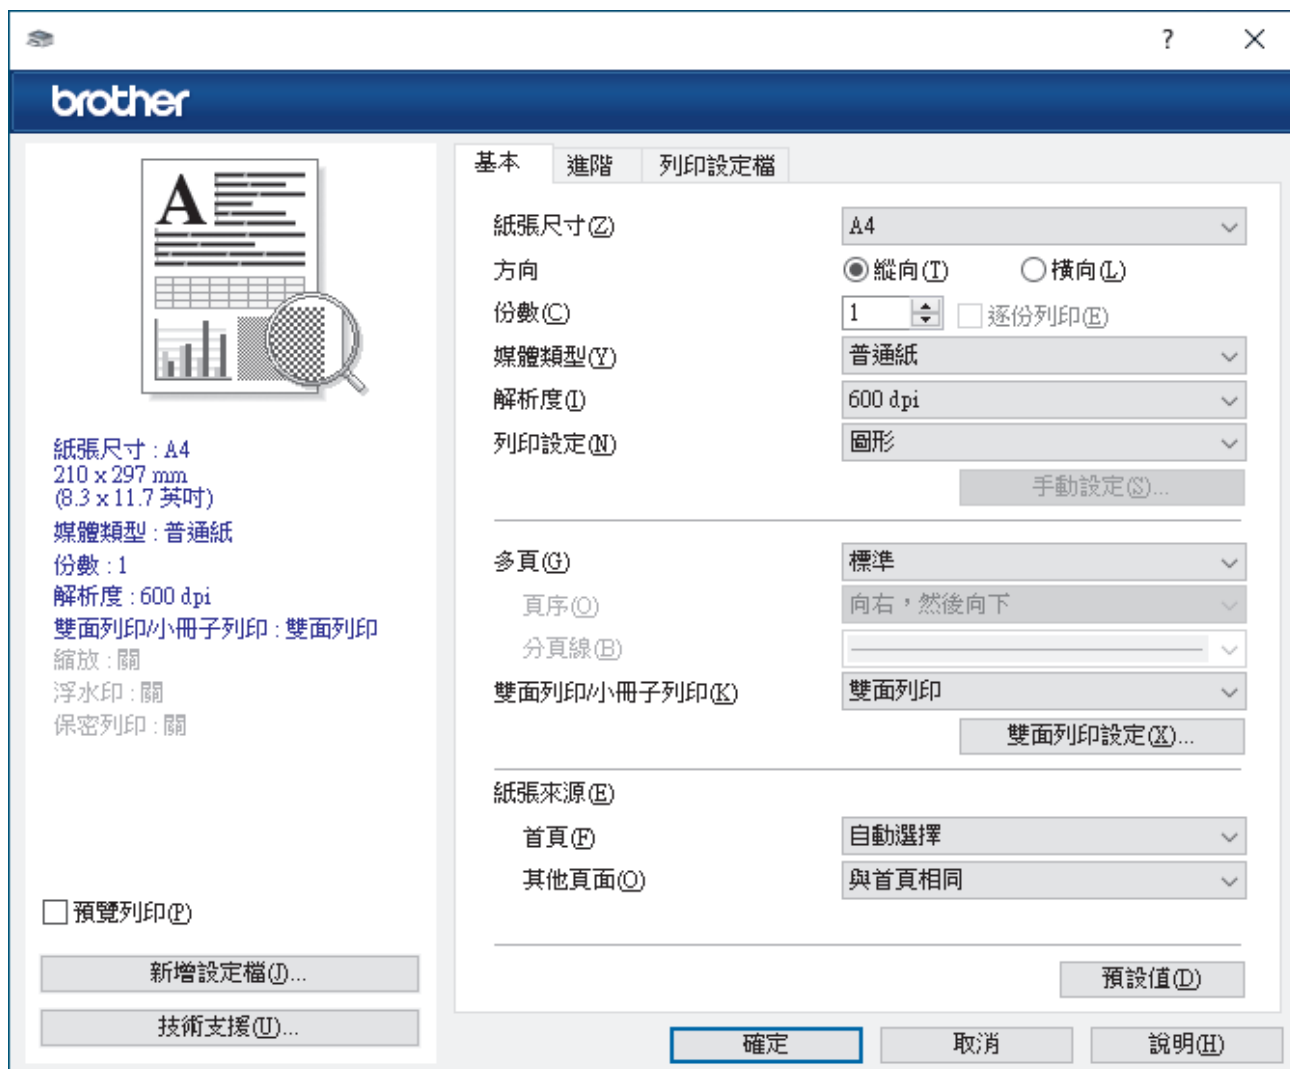 ?
brother
A
紙張尺寸 : A4
210 x 297 mm
(8.3 x 11.7 英吋)
媒體類型 : 普通紙
份數 : 1
解析度 : 600 dpi
雙面列印/小冊子列印 : 雙面列印
縮放 : 關
浮水印 : 關
保密列印 : 關
預覽列印(P)
新增設定檔(J)...
技術支援(U)...
基本 進階 列印設定檔
紙張尺寸(Z) A4
方向 縱向(T) 橫向(L)
份數(C) 1 逐份列印(E)
媒體類型(Y) 普通紙
解析度(I) 600 dpi
列印設定(N) 圖形
手動設定(S)...
多頁(G) 標準
頁序(O) 向右，然後向下
分頁線(B)
雙面列印/小冊子列印(K) 雙面列印
雙面列印設定(X)...
紙張來源(E)
首頁(F) 自動選擇
其他頁面(O) 與首頁相同
預設值(D)
確定 取消 說明(H)